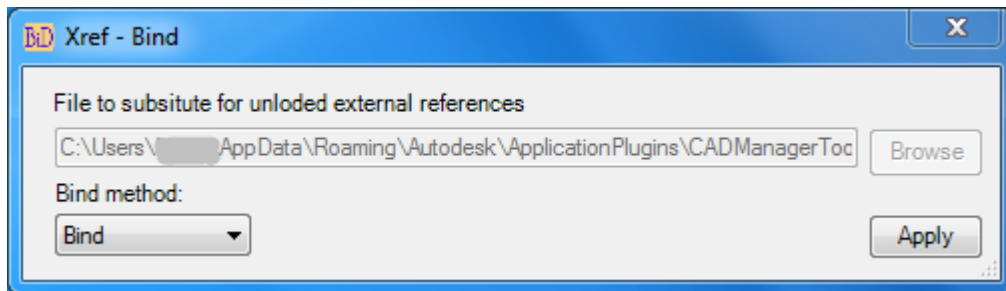 BiD Xref - Bind
File to subsitute for unloded external references
C:\Users\ AppData\Roaming\Autodesk\ApplicationPlugins\CADManagerToo
Browse
Bind method:
Bind
Apply